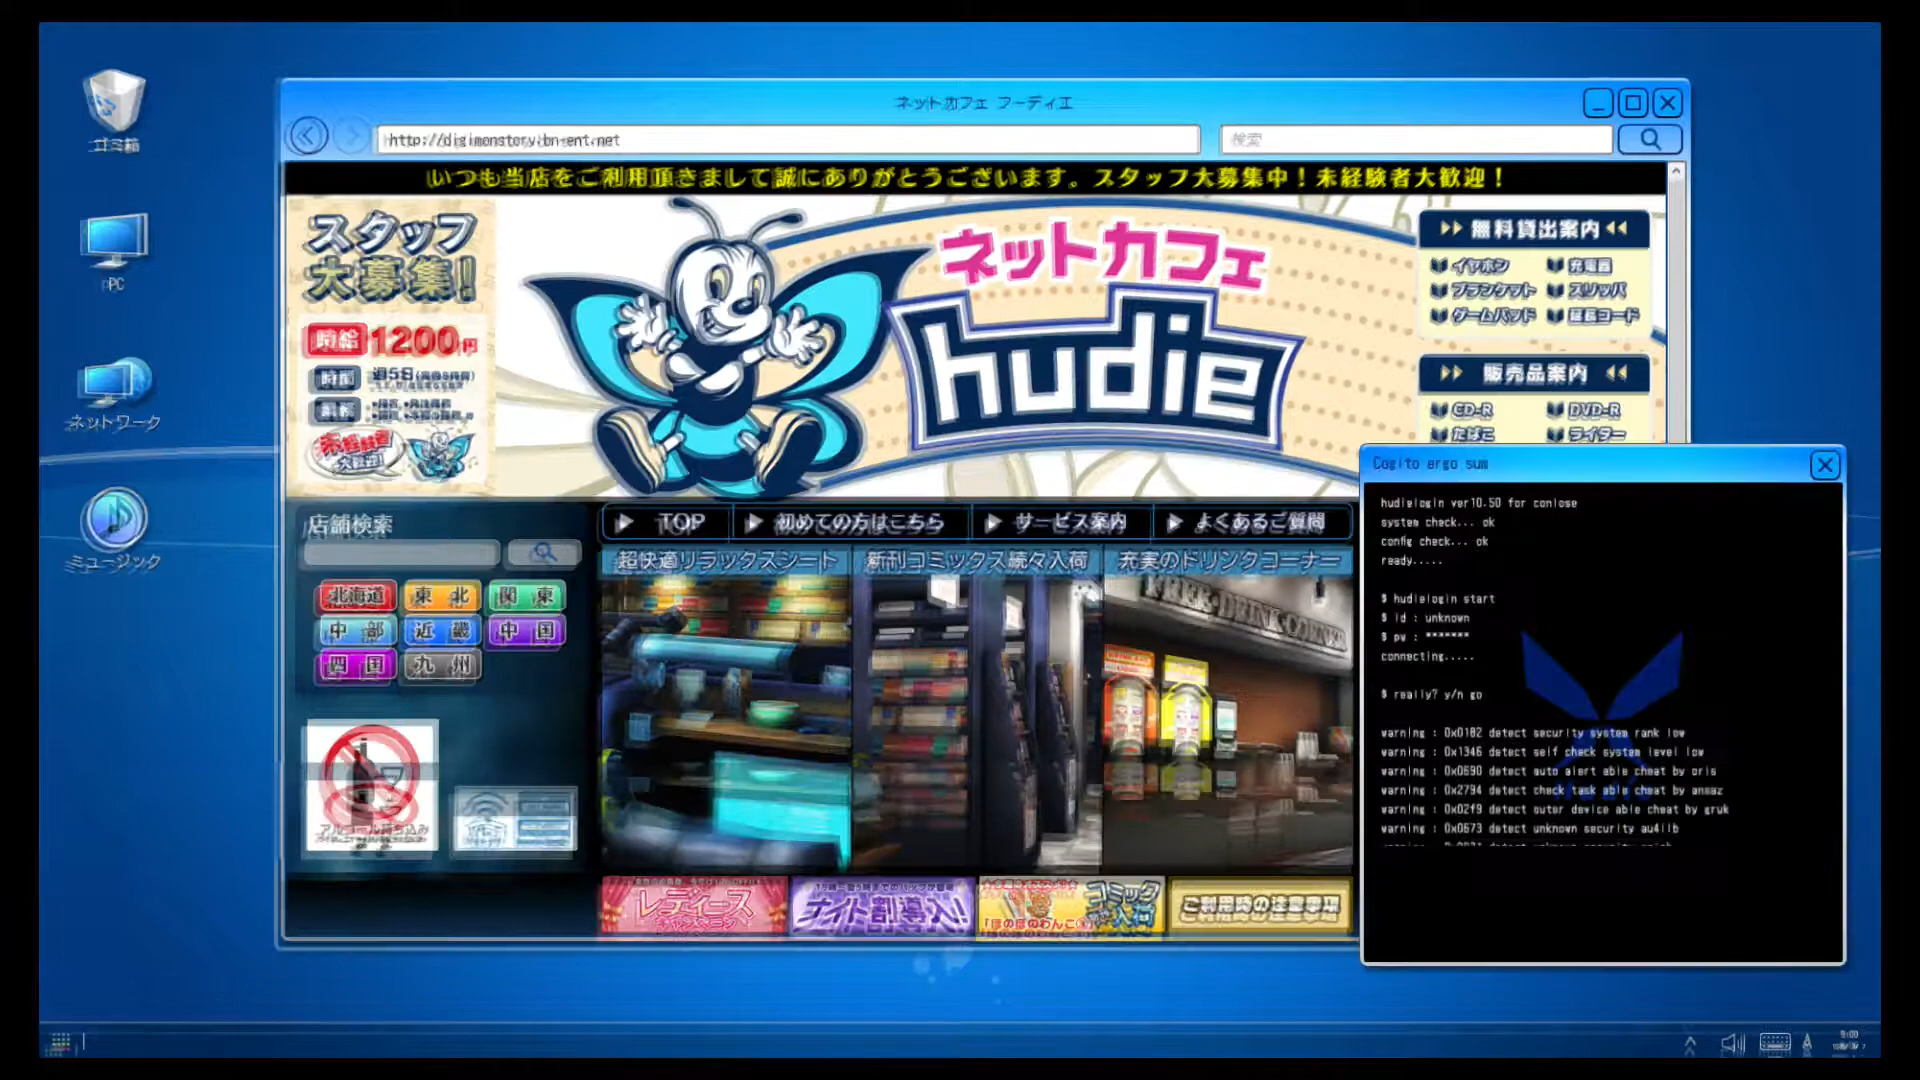 ゴミ箱
PC
ネットワーク
ミュージック
ネットカフェ フーディエ
http://digimonstory.bn-ent.net
検索
いつも当店をご利用頂きまして誠にありがとうございます。スタッフ大募集中！未経験者大歓迎！
スタッフ
大募集！
時給 1200円
時間 週5日
未経験者
大歓迎！
ネットカフェ
hudie
無料貸出案内
イヤホン 充電器
ブランケット スリッパ
ゲームパッド 延長コード
販売品案内
CD-R DVD-R
たばこ ライター
店舗検索
北海道 東北 関東
中部 近畿 中国
四国 九州
TOP 初めての方はこちら サービス案内 よくあるご質問
超快適リラックスシート 新刊コミックス続々入荷 充実のドリンクコーナー
FREE-DRINK-CORNER
レディース
ナイト割導入！
コミック
ご利用時の注意事項
Cogito ergo sum
hudielogin ver10.50 for conlose
system check... ok
config check... ok
ready.....
$ hudielogin start
$ id : unknown
$ pw : *******
connecting.....
$ really? y/n go
warning : 0x0182 detect security system rank low
warning : 0x1346 detect self check system level low
warning : 0x0690 detect auto alert able cheat by oris
warning : 0x2794 detect check task able cheat by ansaz
warning : 0x02f9 detect outer device able cheat by gruk
warning : 0x0673 detect unknown security au4lib
A
9:00